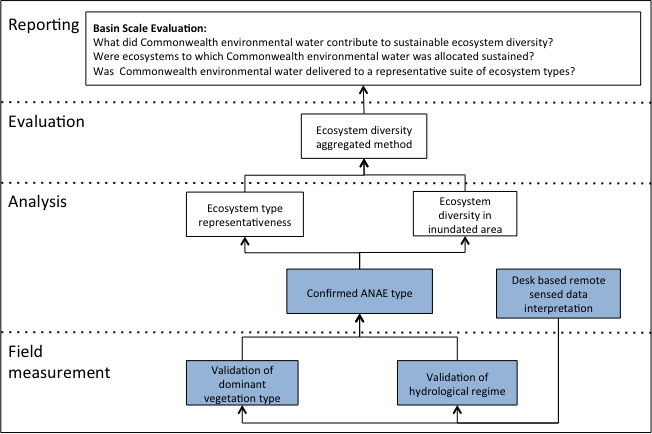 Reporting
Basin Scale Evaluation:
What did Commonwealth environmental water contribute to sustainable ecosystem diversity?
Were ecosystems to which Commonwealth environmental water was allocated sustained?
Was  Commonwealth environmental water delivered to a representative suite of ecosystem types?
Evaluation
Ecosystem diversity
aggregated method
Analysis
Ecosystem type
representativeness
Ecosystem
diversity in
inundated area
Confirmed ANAE type
Desk based remote
sensed data
interpretation
Field
measurement
Validation of
dominant
vegetation type
Validation of
hydrological regime